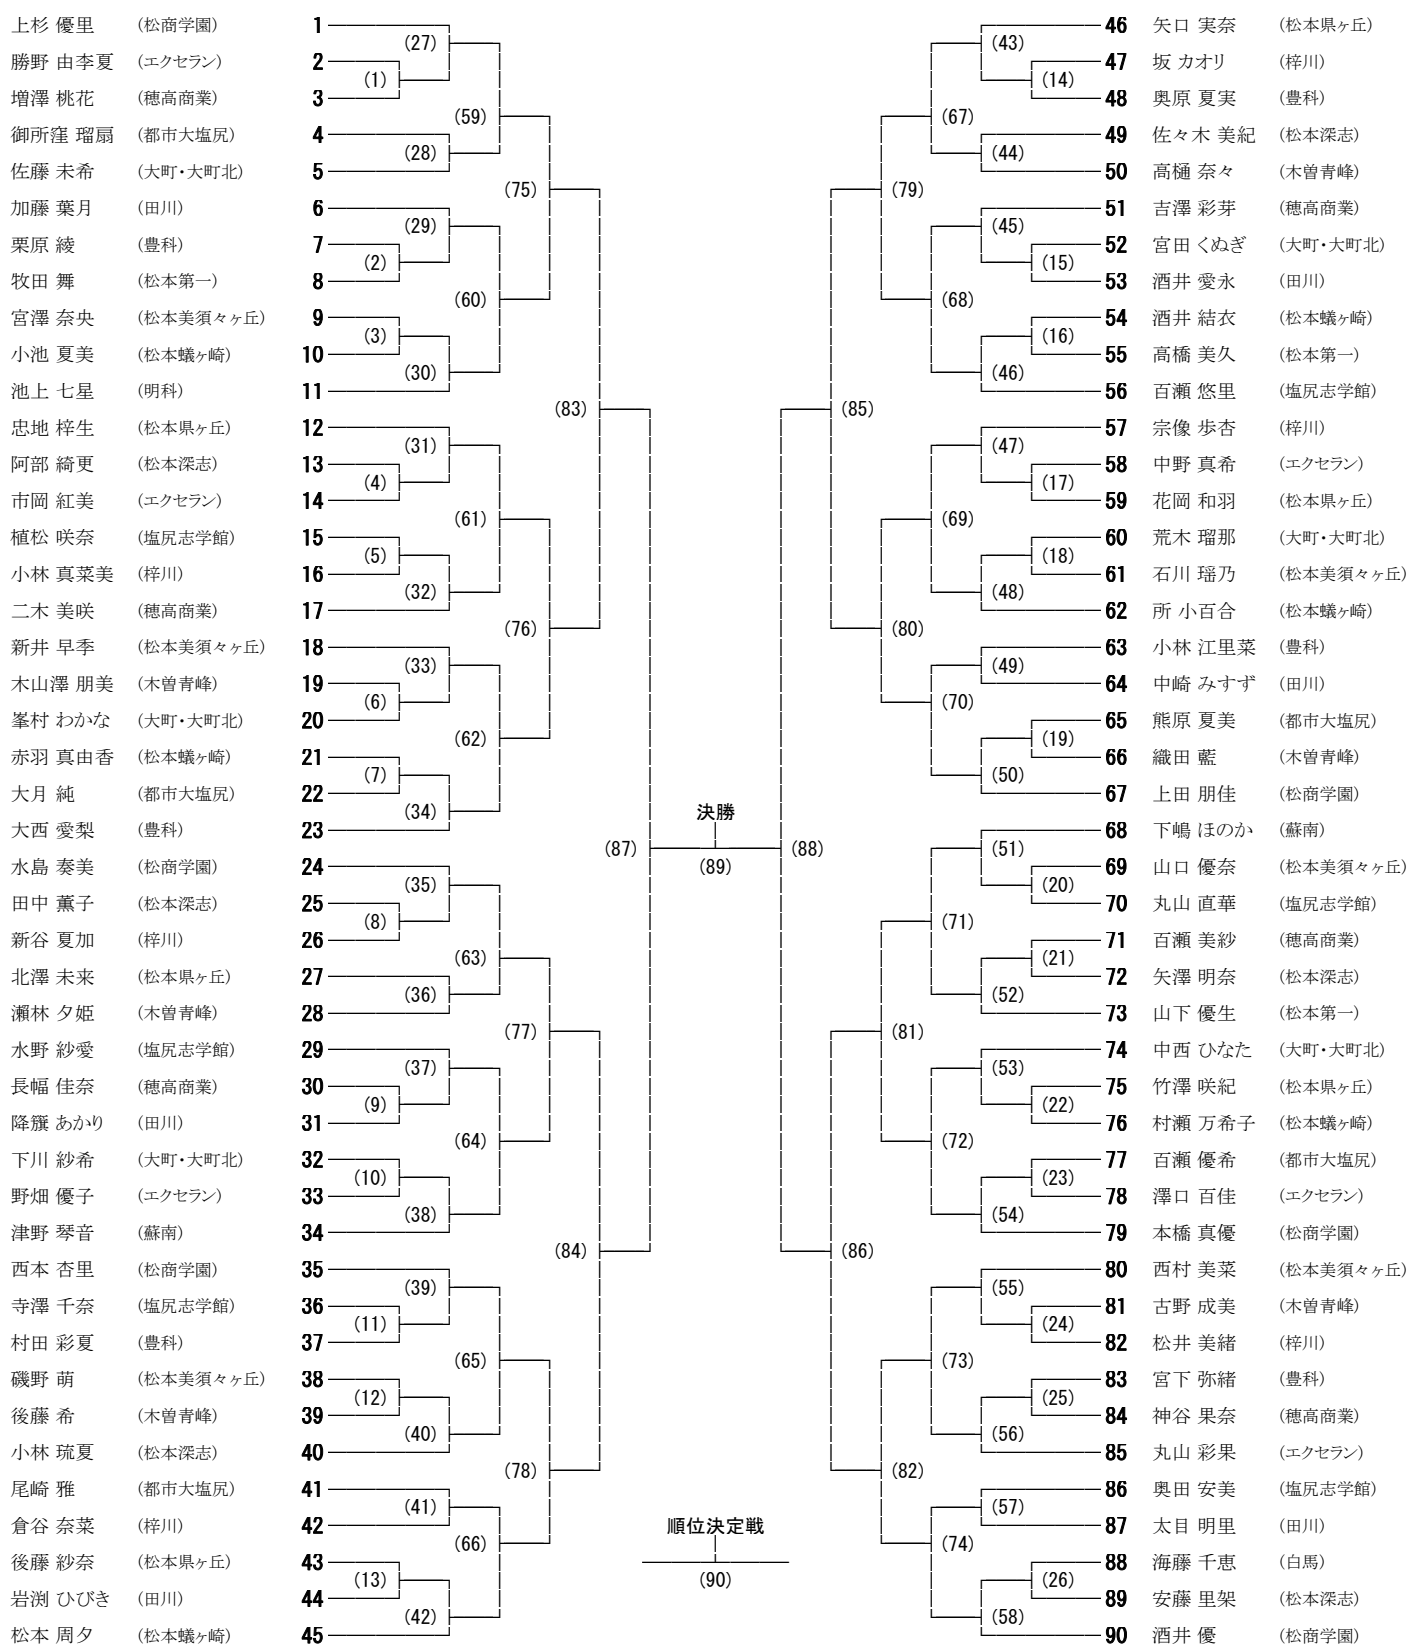 上杉 優里 (松商学園) 1
勝野 由李夏 (エクセラン) 2
増澤 桃花 (穂高商業) 3
御所窪 瑠扇 (都市大塩尻) 4
佐藤 未希 (大町・大町北) 5
加藤 葉月 (田川) 6
栗原 綾 (豊科) 7
牧田 舞 (松本第一) 8
宮澤 奈央 (松本美須々ヶ丘) 9
小池 夏美 (松本蟻ヶ崎) 10
池上 七星 (明科) 11
忠地 梓生 (松本県ヶ丘) 12
阿部 綺更 (松本深志) 13
市岡 紅美 (エクセラン) 14
植松 咲奈 (塩尻志学館) 15
小林 真菜美 (梓川) 16
二木 美咲 (穂高商業) 17
新井 早季 (松本美須々ヶ丘) 18
木山澤 朋美 (木曽青峰) 19
峯村 わかな (大町・大町北) 20
赤羽 真由香 (松本蟻ヶ崎) 21
大月 純 (都市大塩尻) 22
大西 愛梨 (豊科) 23
水島 奏美 (松商学園) 24
田中 薫子 (松本深志) 25
新谷 夏加 (梓川) 26
北澤 未来 (松本県ヶ丘) 27
瀬林 夕姫 (木曽青峰) 28
水野 紗愛 (塩尻志学館) 29
長幅 佳奈 (穂高商業) 30
降籏 あかり (田川) 31
下川 紗希 (大町・大町北) 32
野畑 優子 (エクセラン) 33
津野 琴音 (蘇南) 34
西本 杏里 (松商学園) 35
寺澤 千奈 (塩尻志学館) 36
村田 彩夏 (豊科) 37
磯野 萌 (松本美須々ヶ丘) 38
後藤 希 (木曽青峰) 39
小林 琉夏 (松本深志) 40
尾崎 雅 (都市大塩尻) 41
倉谷 奈菜 (梓川) 42
後藤 紗奈 (松本県ヶ丘) 43
岩渕 ひびき (田川) 44
松本 周夕 (松本蟻ヶ崎) 45
(1)
(2)
(3)
(4)
(5)
(6)
(7)
(8)
(9)
(10)
(11)
(12)
(13)
(27)
(28)
(29)
(30)
(31)
(32)
(33)
(34)
(35)
(36)
(37)
(38)
(39)
(40)
(41)
(42)
(59)
(60)
(61)
(62)
(63)
(64)
(65)
(66)
(75)
(76)
(77)
(78)
(83)
(84)
(87)
決勝
(89)
順位決定戦
(90)
(88)
(85)
(86)
(79)
(80)
(81)
(82)
(67)
(68)
(69)
(70)
(71)
(72)
(73)
(74)
(43)
(44)
(45)
(46)
(47)
(48)
(49)
(50)
(51)
(52)
(53)
(54)
(55)
(56)
(57)
(58)
(14)
(15)
(16)
(17)
(18)
(19)
(20)
(21)
(22)
(23)
(24)
(25)
(26)
46 矢口 実奈 (松本県ヶ丘)
47 坂 カオリ (梓川)
48 奥原 夏実 (豊科)
49 佐々木 美紀 (松本深志)
50 高樋 奈々 (木曽青峰)
51 吉澤 彩芽 (穂高商業)
52 宮田 くぬぎ (大町・大町北)
53 酒井 愛永 (田川)
54 酒井 結衣 (松本蟻ヶ崎)
55 高橋 美久 (松本第一)
56 百瀬 悠里 (塩尻志学館)
57 宗像 歩杏 (梓川)
58 中野 真希 (エクセラン)
59 花岡 和羽 (松本県ヶ丘)
60 荒木 瑠那 (大町・大町北)
61 石川 瑶乃 (松本美須々ヶ丘)
62 所 小百合 (松本蟻ヶ崎)
63 小林 江里菜 (豊科)
64 中崎 みすず (田川)
65 熊原 夏美 (都市大塩尻)
66 織田 藍 (木曽青峰)
67 上田 朋佳 (松商学園)
68 下嶋 ほのか (蘇南)
69 山口 優奈 (松本美須々ヶ丘)
70 丸山 直華 (塩尻志学館)
71 百瀬 美紗 (穂高商業)
72 矢澤 明奈 (松本深志)
73 山下 優生 (松本第一)
74 中西 ひなた (大町・大町北)
75 竹澤 咲紀 (松本県ヶ丘)
76 村瀬 万希子 (松本蟻ヶ崎)
77 百瀬 優希 (都市大塩尻)
78 澤口 百佳 (エクセラン)
79 本橋 真優 (松商学園)
80 西村 美菜 (松本美須々ヶ丘)
81 古野 成美 (木曽青峰)
82 松井 美緒 (梓川)
83 宮下 弥緒 (豊科)
84 神谷 果奈 (穂高商業)
85 丸山 彩果 (エクセラン)
86 奥田 安美 (塩尻志学館)
87 太目 明里 (田川)
88 海藤 千恵 (白馬)
89 安藤 里架 (松本深志)
90 酒井 優 (松商学園)